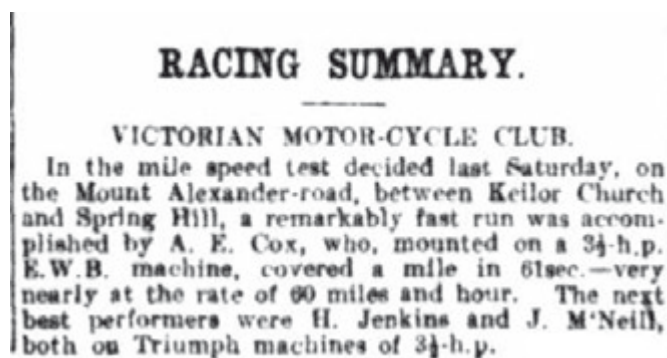 RACING SUMMARY.
VICTORIAN MOTOR-CYCLE CLUB.
In the mile speed test decided last Saturday, on
the Mount Alexander-road, between Keilor Church
and Spring Hill, a remarkably fast run was accom-
plished by A. E. Cox, who, mounted on a 3½-h.p.
E.W.B. machine, covered a mile in 61sec.—very
nearly at the rate of 60 miles and hour. The next
best performers were H. Jenkins and J. M'Neill,
both on Triumph machines of 3½-h.p.